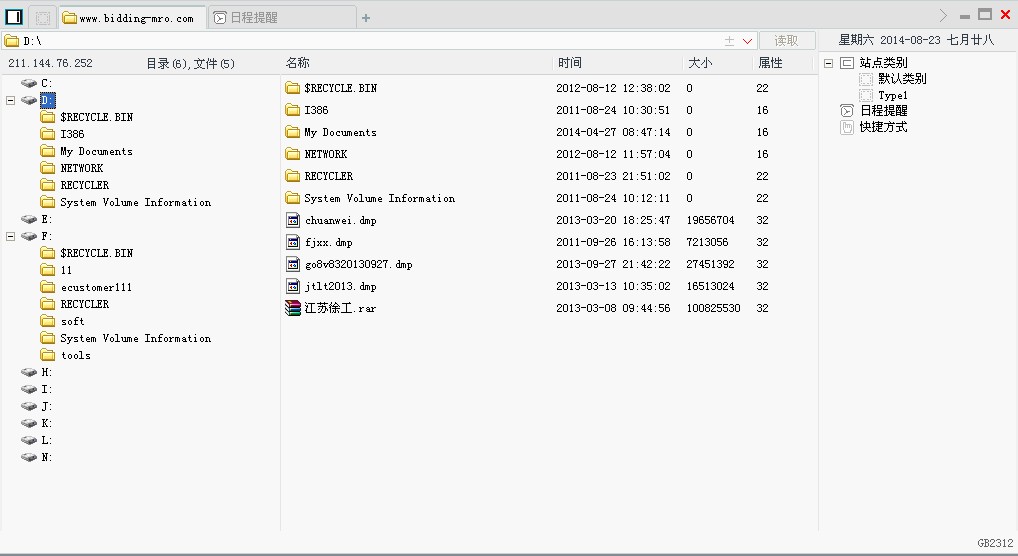 www.bidding-mro.com 日程提醒 +
D:\ 读取 星期六 2014-08-23 七月廿八
211.144.76.252 目录(6),文件(5)
C:
D:
$RECYCLE.BIN
I386
My Documents
NETWORK
RECYCLER
System Volume Information
E:
F:
$RECYCLE.BIN
11
ecustomer111
RECYCLER
soft
System Volume Information
tools
H:
I:
J:
K:
L:
N:
名称 时间 大小 属性
$RECYCLE.BIN 2012-08-12 12:38:02 0 22
I386 2011-08-24 10:30:51 0 16
My Documents 2014-04-27 08:47:14 0 16
NETWORK 2012-08-12 11:57:04 0 16
RECYCLER 2011-08-23 21:51:02 0 22
System Volume Information 2011-08-24 10:12:11 0 22
chuanwei.dmp 2013-03-20 18:25:47 19656704 32
fjxx.dmp 2011-09-26 16:13:58 7213056 32
go8v8320130927.dmp 2013-09-27 21:42:22 27451392 32
jtlt2013.dmp 2013-03-13 10:35:02 16513024 32
江苏徐工.rar 2013-03-08 09:44:56 100825530 32
站点类别
默认类别
Type1
日程提醒
快捷方式
GB2312